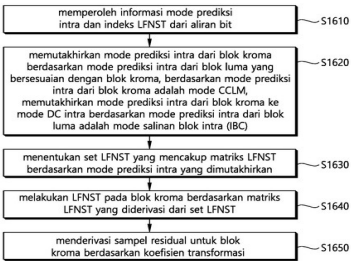 memperoleh informasi mode prediksi
intra dan indeks LFNST dari aliran bit
S1610
memutakhirkan mode prediksi intra dari blok kroma
berdasarkan mode prediksi intra dari blok luma yang
bersesuaian dengan blok kroma, berdasarkan mode prediksi
intra dari blok kroma adalah mode CCLM,
memutakhirkan mode prediksi intra dari blok kroma ke
mode DC intra berdasarkan mode prediksi intra dari blok
luma adalah mode salinan blok intra (IBC)
S1620
menentukan set LFNST yang mencakup matriks LFNST
berdasarkan mode prediksi intra yang dimutakhirkan
S1630
melakukan LFNST pada blok kroma berdasarkan matriks
LFNST yang diderivasi dari set LFNST
S1640
menderivasi sampel residual untuk blok
kroma berdasarkan koefisien transformasi
S1650